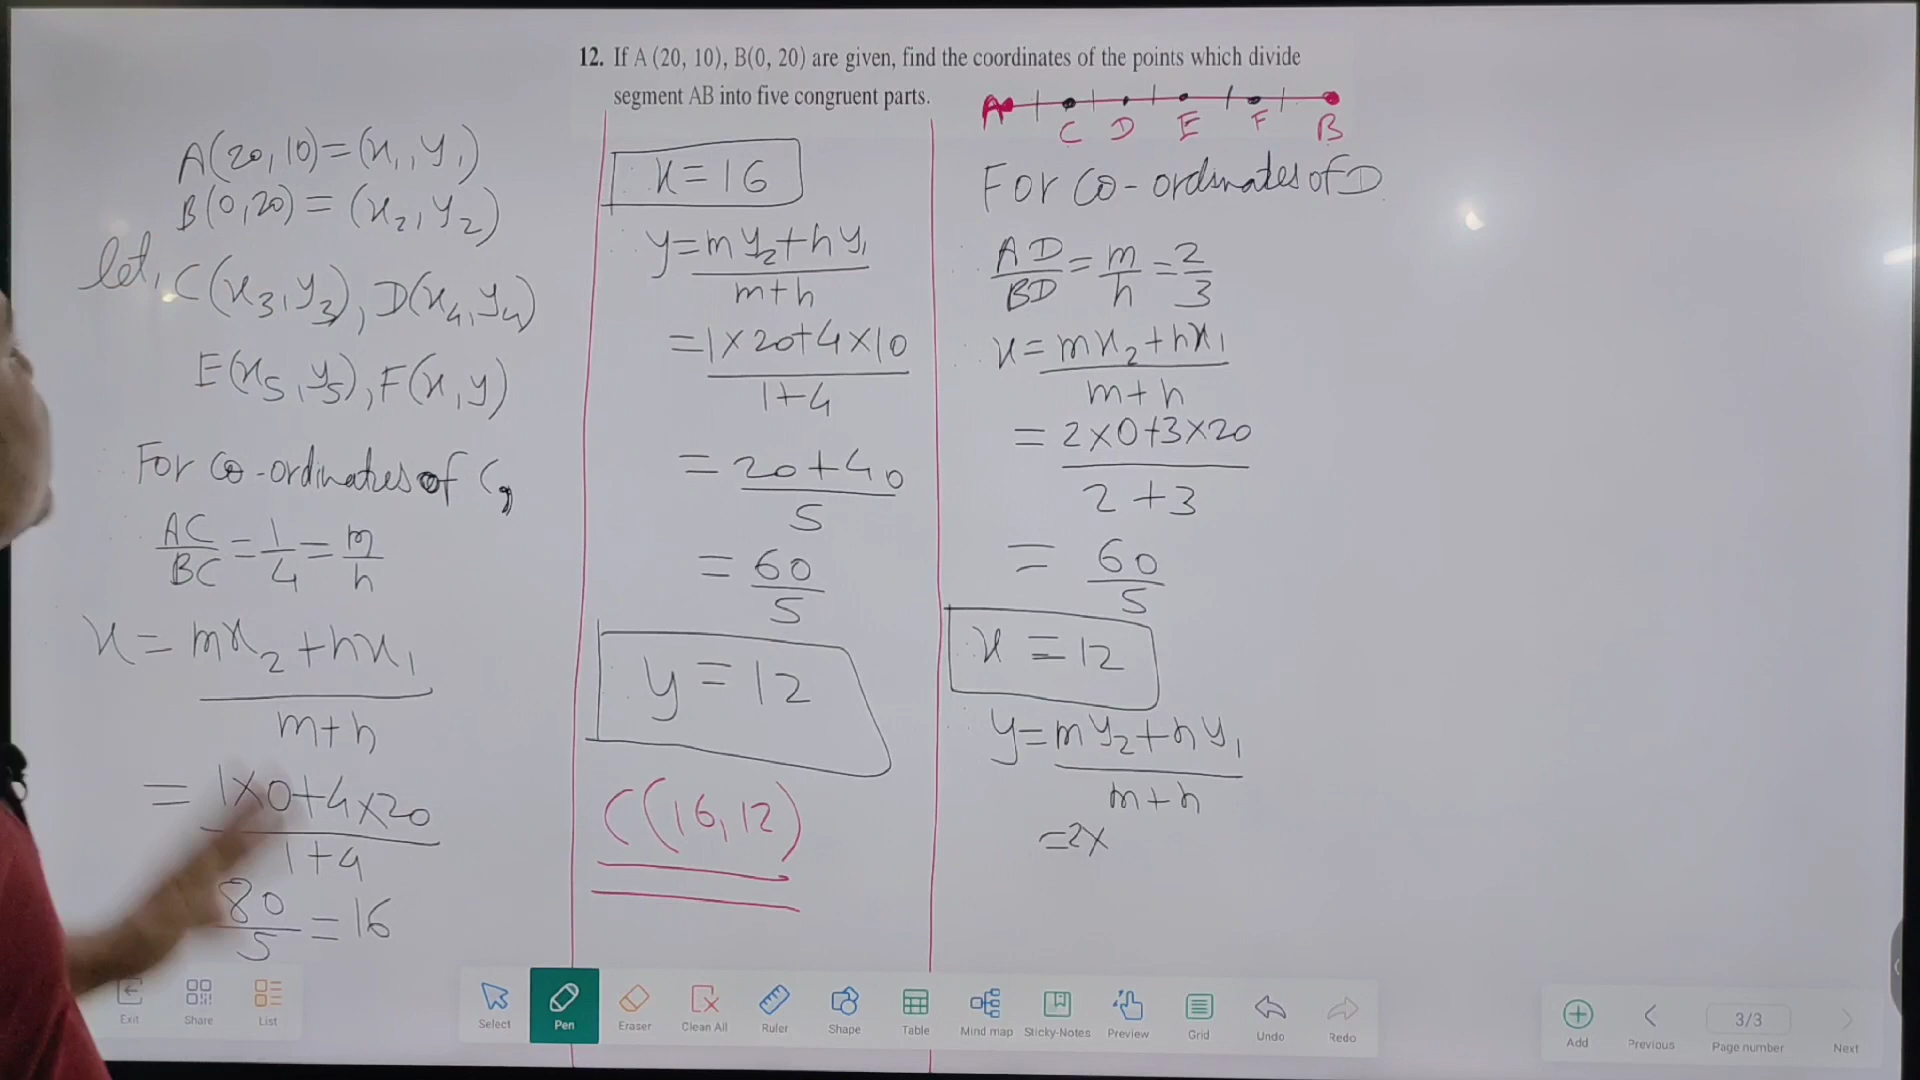 12. If A (20, 10), B(0, 20) are given, find the coordinates of the points which divide
segment AB into five congruent parts.
A C D E F B
A(20,10)=(x₁,y₁)
B(0,20)=(x₂,y₂)
let, C(x₃,y₃), D(x₄,y₄)
E(x₅,y₅), F(x,y)
For co-ordinates of C,
AC/BC = 1/4 = m/n
x = mx₂+nx₁
m+n
= 1×0+4×20
1+4
80/5 = 16
x=16
y=my₂+ny₁
m+n
=1×20+4×10
1+4
= 20+40
5
= 60
5
y=12
C(16,12)
For co-ordinates of D
AD/BD = m/n = 2/3
x=mx₂+nx₁
m+n
= 2×0+3×20
2+3
= 60
5
x=12
y=my₂+ny₁
m+n
=2×
Exit
Share
List
Select
Pen
Eraser
Clean All
Ruler
Shape
Table
Mind map
Sticky-Notes
Preview
Grid
Undo
Redo
Add
Previous
3/3
Page number
Next